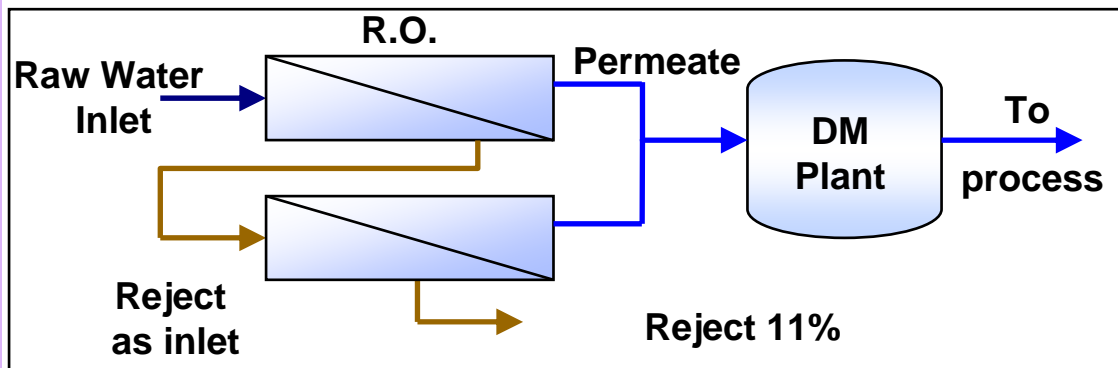 R.O.
Raw Water
Inlet
Permeate
DM
Plant
To
process
Reject
as inlet
Reject 11%